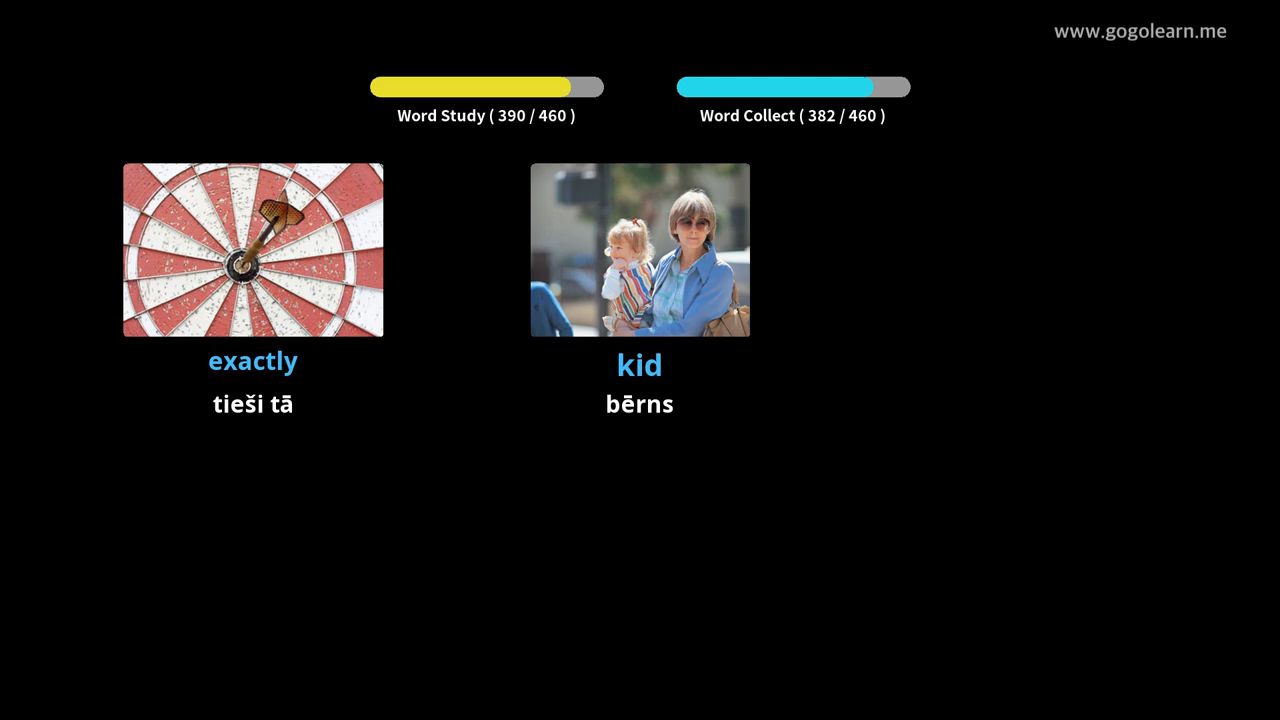 www.gogolearn.me
Word Study ( 390 / 460 )
Word Collect ( 382 / 460 )
exactly
tieši tā
kid
bērns